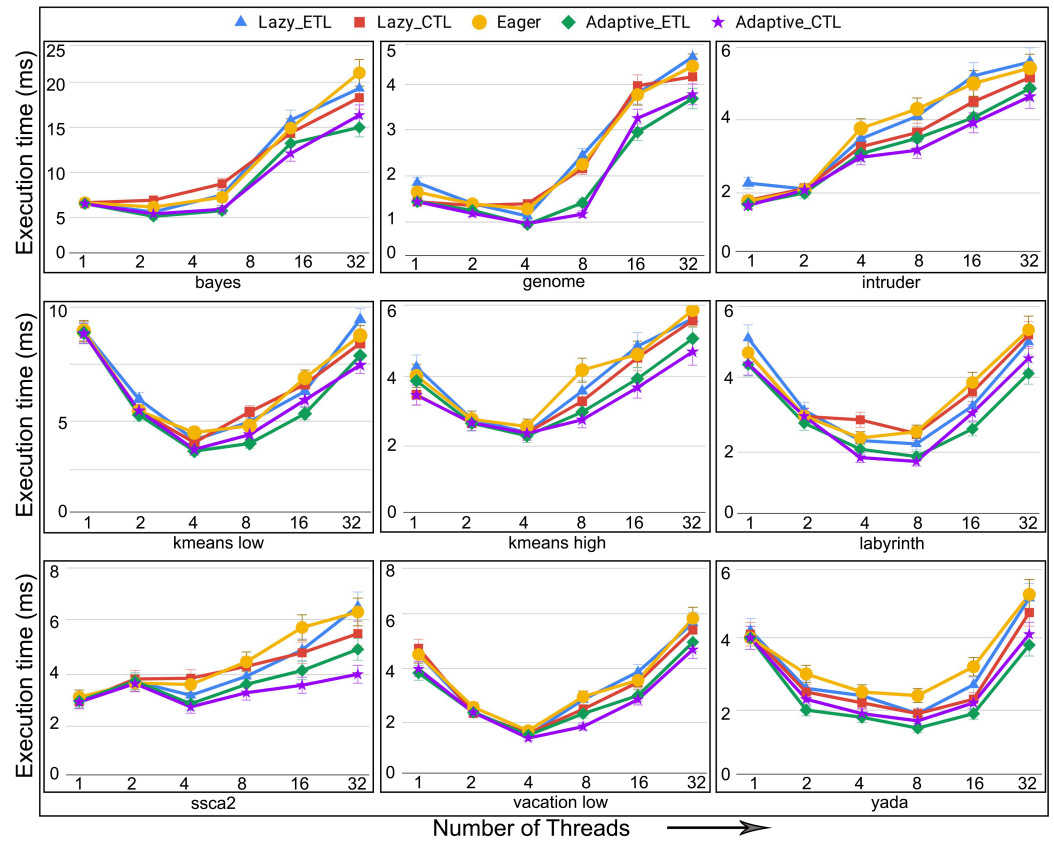 Lazy_ETL Lazy_CTL Eager Adaptive_ETL Adaptive_CTL
Execution time (ms)
25
20
15
10
5
0
1 2 4 8 16 32
bayes
5
4
3
2
1
0
1 2 4 8 16 32
genome
6
4
2
0
1 2 4 8 16 32
intruder
Execution time (ms)
10
5
0
1 2 4 8 16 32
kmeans low
6
4
2
0
1 2 4 8 16 32
kmeans high
6
4
2
0
1 2 4 8 16 32
labyrinth
Execution time (ms)
8
6
4
2
0
1 2 4 8 16 32
ssca2
8
6
4
2
0
1 2 4 8 16 32
vacation low
6
4
2
0
1 2 4 8 16 32
yada
Number of Threads